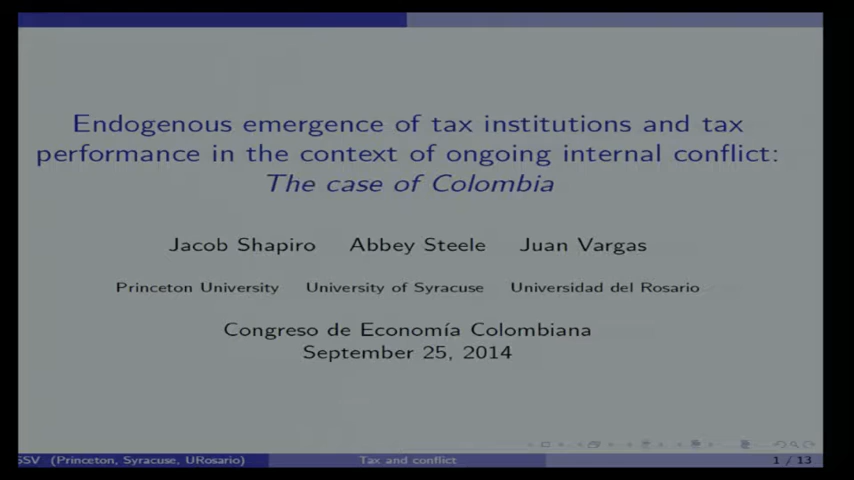 Endogenous emergence of tax institutions and tax
performance in the context of ongoing internal conflict:
The case of Colombia
Jacob Shapiro Abbey Steele Juan Vargas
Princeton University University of Syracuse Universidad del Rosario
Congreso de Economía Colombiana
September 25, 2014
SSV (Princeton, Syracuse, URosario) Tax and conflict 1 / 13